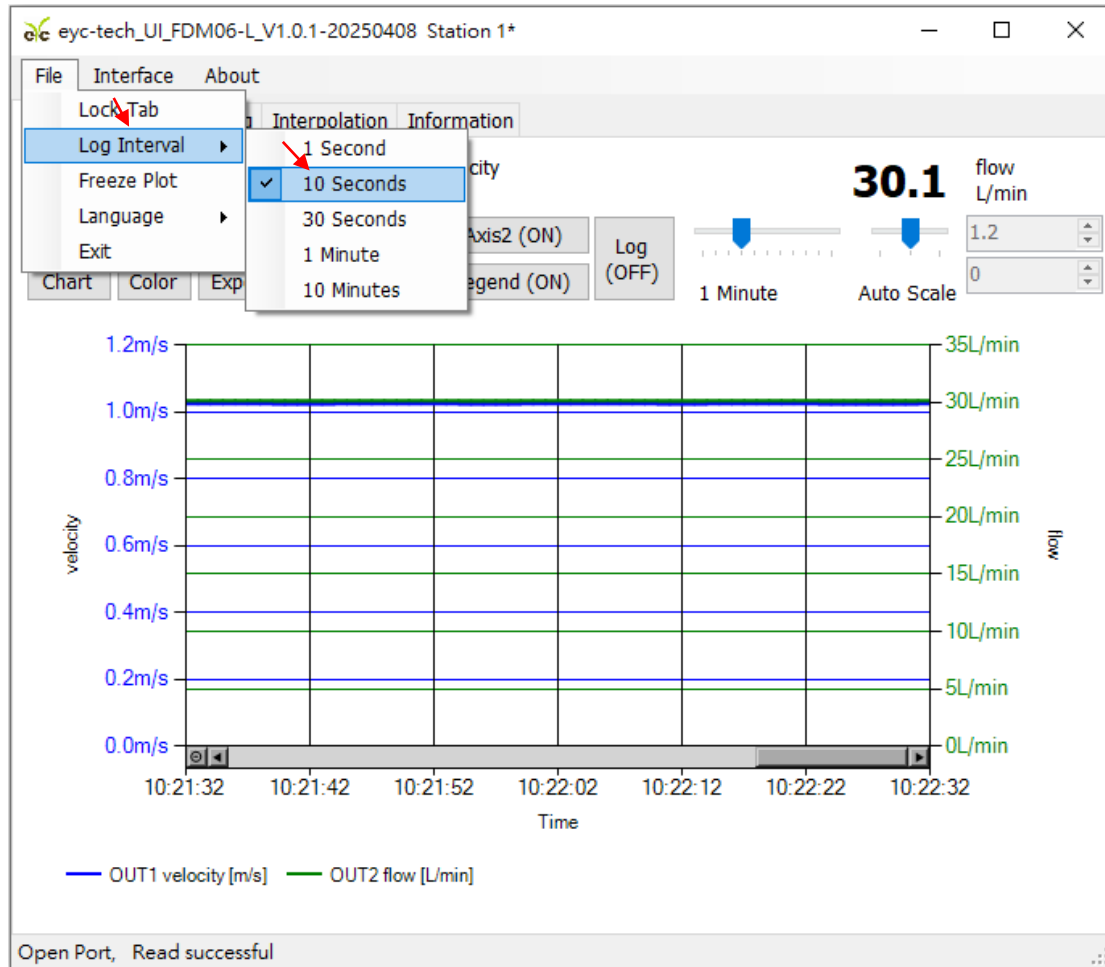 eyc-tech_UI_FDM06-L_V1.0.1-20250408 Station 1*
File Interface About
Lock Tab
Log Interval
Freeze Plot
Language
Exit
1 Second
10 Seconds
30 Seconds
1 Minute
10 Minutes
Interpolation Information
30.1
flow
L/min
(ON)
(ON)
Log
(OFF)
1 Minute
Auto Scale
1.2
0
Chart Color
1.2m/s
1.0m/s
0.8m/s
0.6m/s
0.4m/s
0.2m/s
0.0m/s
velocity
35L/min
30L/min
25L/min
20L/min
15L/min
10L/min
5L/min
0L/min
flow
10:21:32 10:21:42 10:21:52 10:22:02 10:22:12 10:22:22 10:22:32
Time
OUT1 velocity [m/s] OUT2 flow [L/min]
Open Port, Read successful